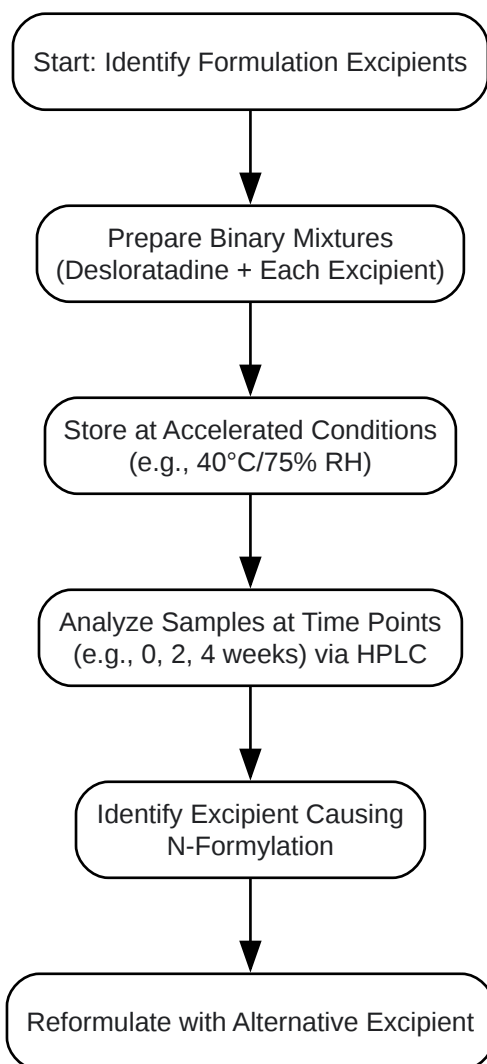 Start: Identify Formulation Excipients
Prepare Binary Mixtures
(Desloratadine + Each Excipient)
Store at Accelerated Conditions
(e.g., 40°C/75% RH)
Analyze Samples at Time Points
(e.g., 0, 2, 4 weeks) via HPLC
Identify Excipient Causing
N-Formylation
Reformulate with Alternative Excipient